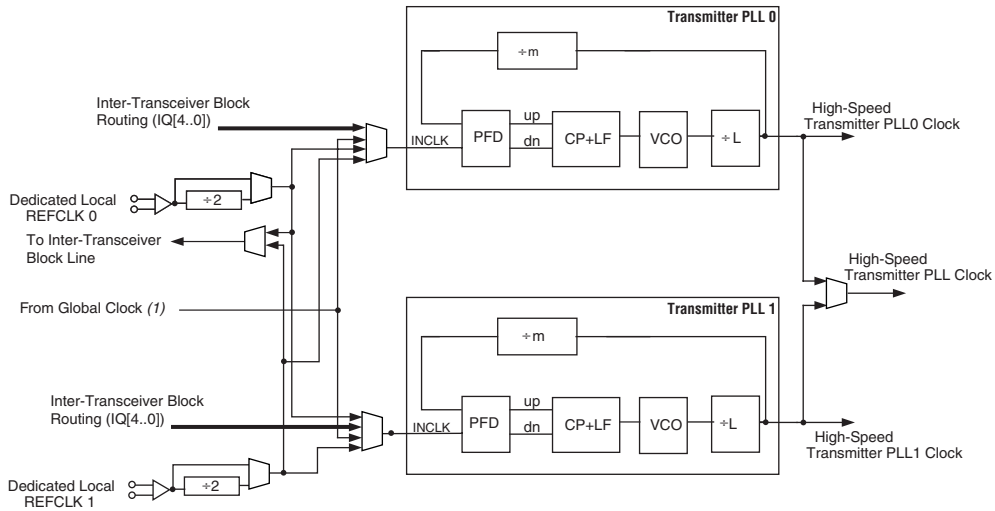 Transmitter PLL 0
÷m
Inter-Transceiver Block
Routing (IQ[4..0])
INCLK
PFD
up
dn
CP+LF
VCO
÷L
High-Speed
Transmitter PLL0 Clock
÷2
Dedicated Local
REFCLK 0
To Inter-Transceiver
Block Line
High-Speed
Transmitter PLL Clock
From Global Clock (1)
Transmitter PLL 1
÷m
Inter-Transceiver Block
Routing (IQ[4..0])
INCLK
PFD
up
dn
CP+LF
VCO
÷L
High-Speed
Transmitter PLL1 Clock
÷2
Dedicated Local
REFCLK 1